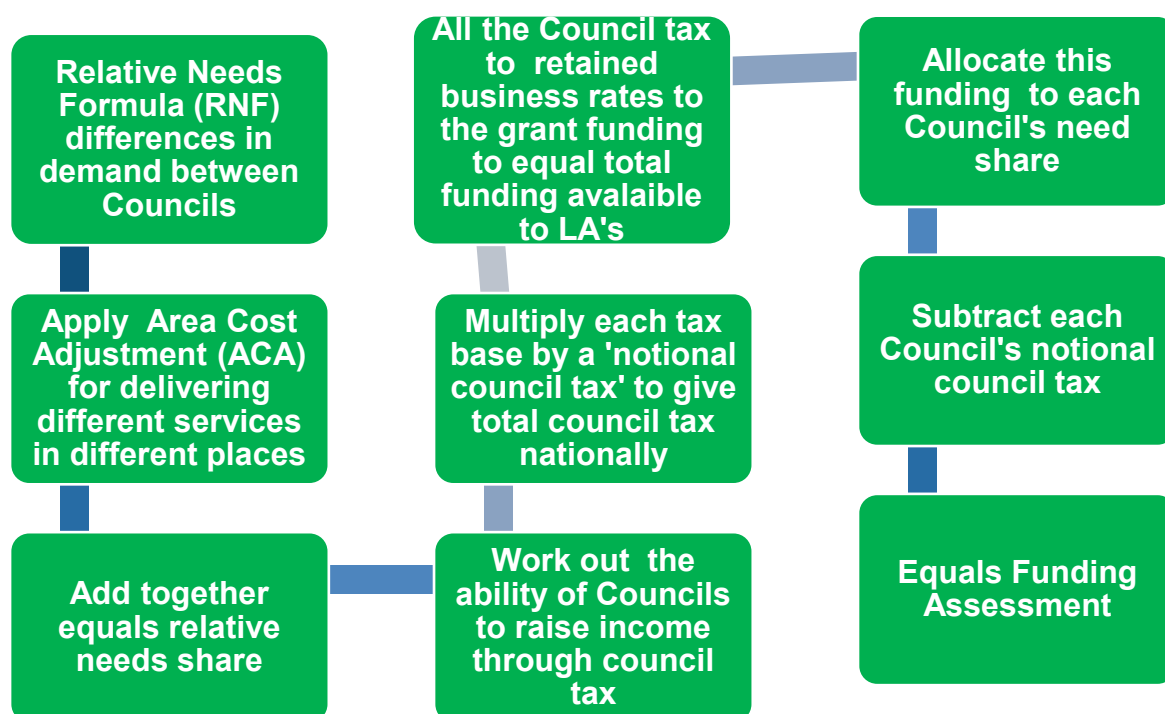 Relative Needs
Formula (RNF)
differences in
demand between
Councils
Apply  Area Cost
Adjustment (ACA)
for delivering
different services
in different places
Add together
equals relative
needs share
Work out  the
ability of Councils
to raise income
through council
tax
Multiply each tax
base by a 'notional
council tax' to give
total council tax
nationally
All the Council tax
to  retained
business rates to
the grant funding
to equal total
funding avalaible
to LA's
Allocate this
funding  to each
Council's need
share
Subtract each
Council's notional
council tax
Equals Funding
Assessment